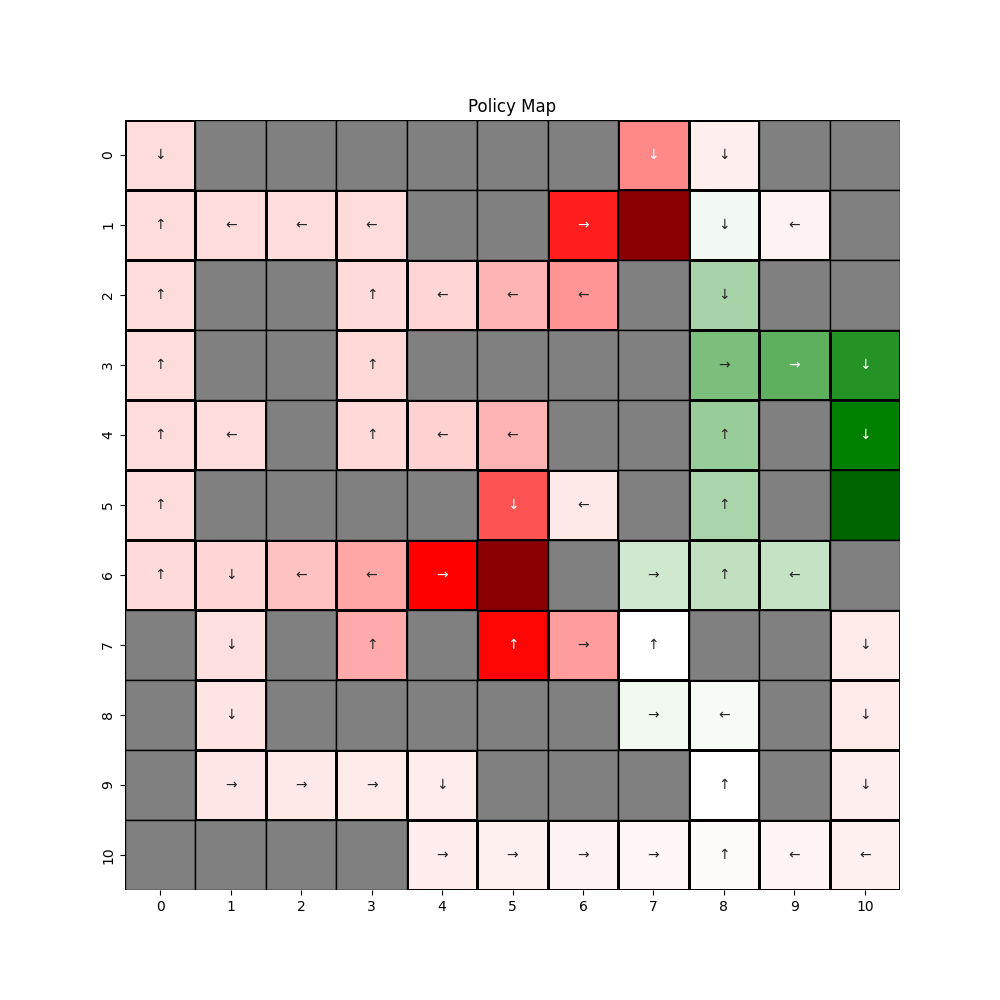 Policy Map
0 ↓ ↓ ↓
1 ↑ ← ← ← → ↓ ←
2 ↑ ↑ ← ← ← ↓
3 ↑ ↑ → → ↓
4 ↑ ← ↑ ← ← ↑ ↓
5 ↑ ↓ ← ↑
6 ↑ ↓ ← ← → → ↑ ←
7 ↓ ↑ ↑ → ↑ ↓
8 ↓ → ← ↓
9 → → → ↓ ↑ ↓
10 → → → → ↑ ← ←
0 1 2 3 4 5 6 7 8 9 10